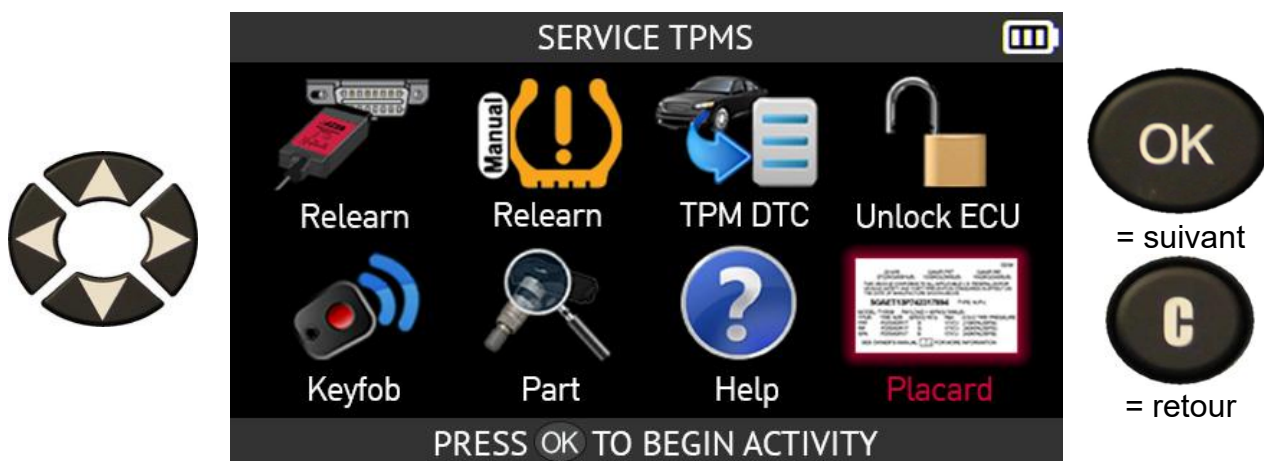 SERVICE TPMS
Manual
Relearn Relearn TPM DTC Unlock ECU
Keyfob Part Help Placard
PRESS OK TO BEGIN ACTIVITY
OK
= suivant
C
= retour